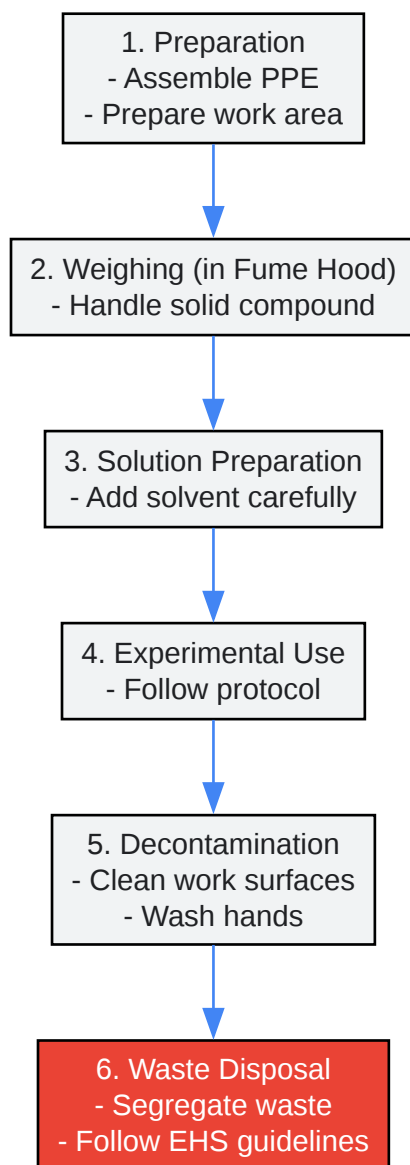 1. Preparation
- Assemble PPE
- Prepare work area
2. Weighing (in Fume Hood)
- Handle solid compound
3. Solution Preparation
- Add solvent carefully
4. Experimental Use
- Follow protocol
5. Decontamination
- Clean work surfaces
- Wash hands
6. Waste Disposal
- Segregate waste
- Follow EHS guidelines